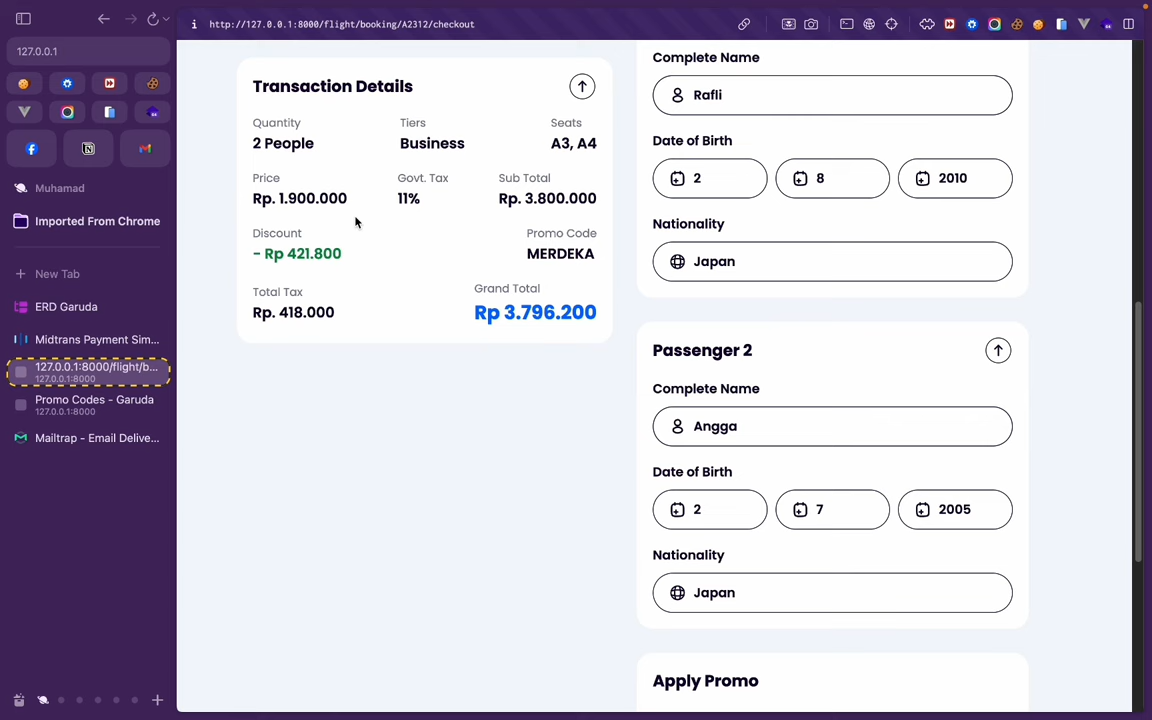 http://127.0.0.1:8000/flight/booking/A2312/checkout
127.0.0.1
Muhamad
Imported From Chrome
New Tab
ERD Garuda
Midtrans Payment Sim...
127.0.0.1:8000/flight/b...
127.0.0.1:8000
Promo Codes - Garuda
127.0.0.1:8000
Mailtrap - Email Delive...
Transaction Details
Quantity Tiers Seats
2 People Business A3, A4
Price Govt. Tax Sub Total
Rp. 1.900.000 11% Rp. 3.800.000
Discount Promo Code
- Rp 421.800 MERDEKA
Total Tax Grand Total
Rp. 418.000 Rp 3.796.200
Complete Name
Rafli
Date of Birth
2 8 2010
Nationality
Japan
Passenger 2
Complete Name
Angga
Date of Birth
2 7 2005
Nationality
Japan
Apply Promo